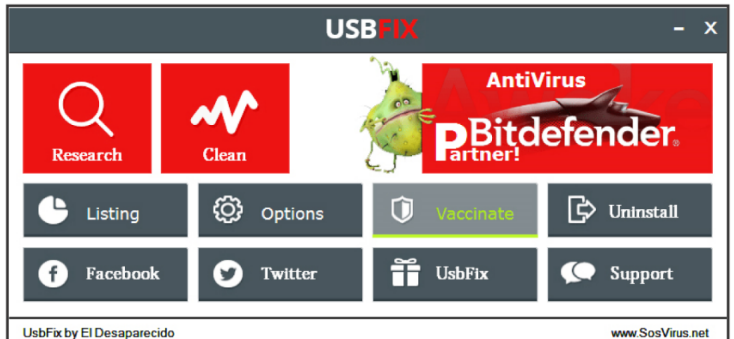 USBFIX
– X
Research
Clean
AntiVirus
Bitdefender®
Partner!
Listing
Options
Vaccinate
Uninstall
Facebook
Twitter
UsbFix
Support
UsbFix by El Desaparecido
www.SosVirus.net